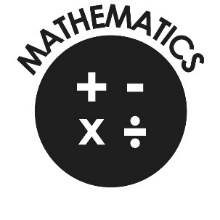 MATHEMATICS
+ -
x ÷